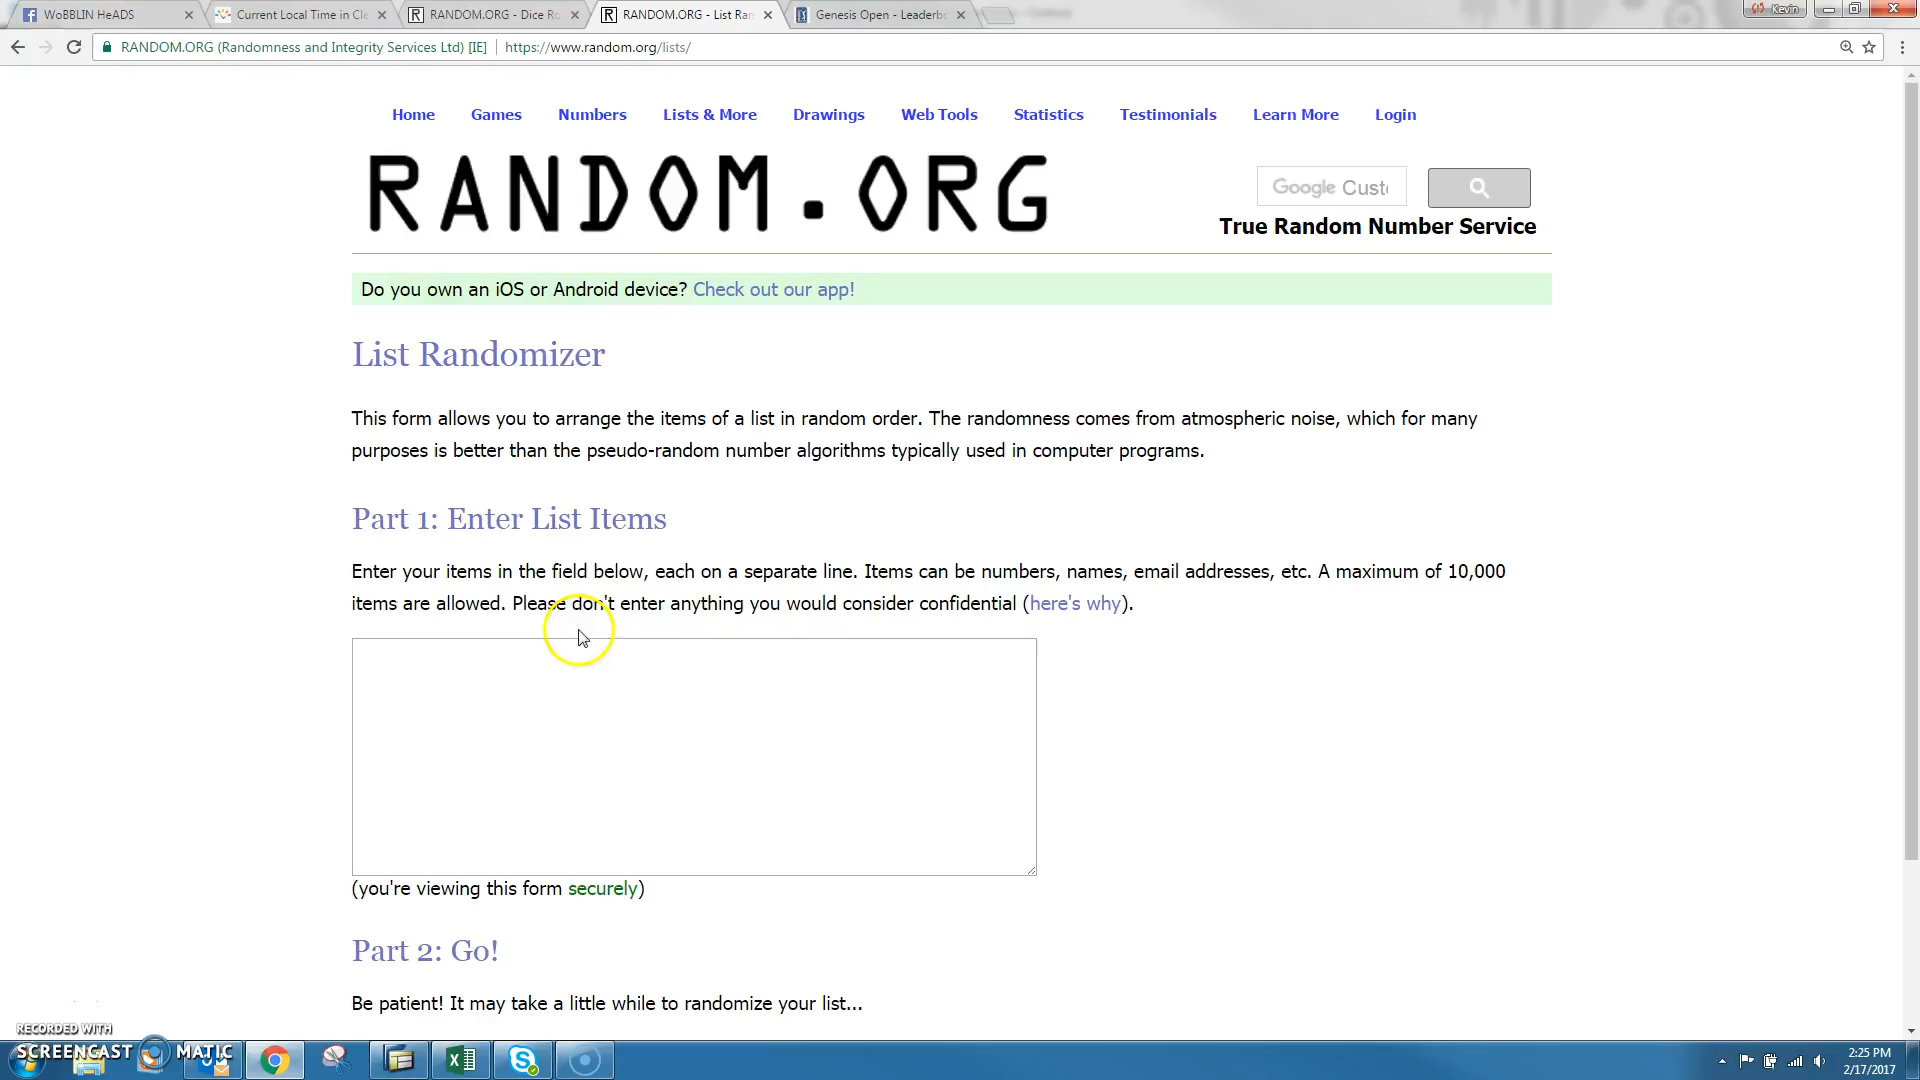 WoBBLIN HeADS
Current Local Time in Cle
RANDOM.ORG - Dice Ro
RANDOM.ORG - List Ran
Genesis Open - Leaderbo
Kevin
RANDOM.ORG (Randomness and Integrity Services Ltd) [IE]
https://www.random.org/lists/
Home Games Numbers Lists & More Drawings Web Tools Statistics Testimonials Learn More Login
RANDOM.ORG
Google Custo
True Random Number Service
Do you own an iOS or Android device? Check out our app!
List Randomizer
This form allows you to arrange the items of a list in random order. The randomness comes from atmospheric noise, which for many
purposes is better than the pseudo-random number algorithms typically used in computer programs.
Part 1: Enter List Items
Enter your items in the field below, each on a separate line. Items can be numbers, names, email addresses, etc. A maximum of 10,000
items are allowed. Please don't enter anything you would consider confidential (here's why).
(you're viewing this form securely)
Part 2: Go!
Be patient! It may take a little while to randomize your list...
RECORDED WITH
SCREENCAST MATIC
2:25 PM
2/17/2017